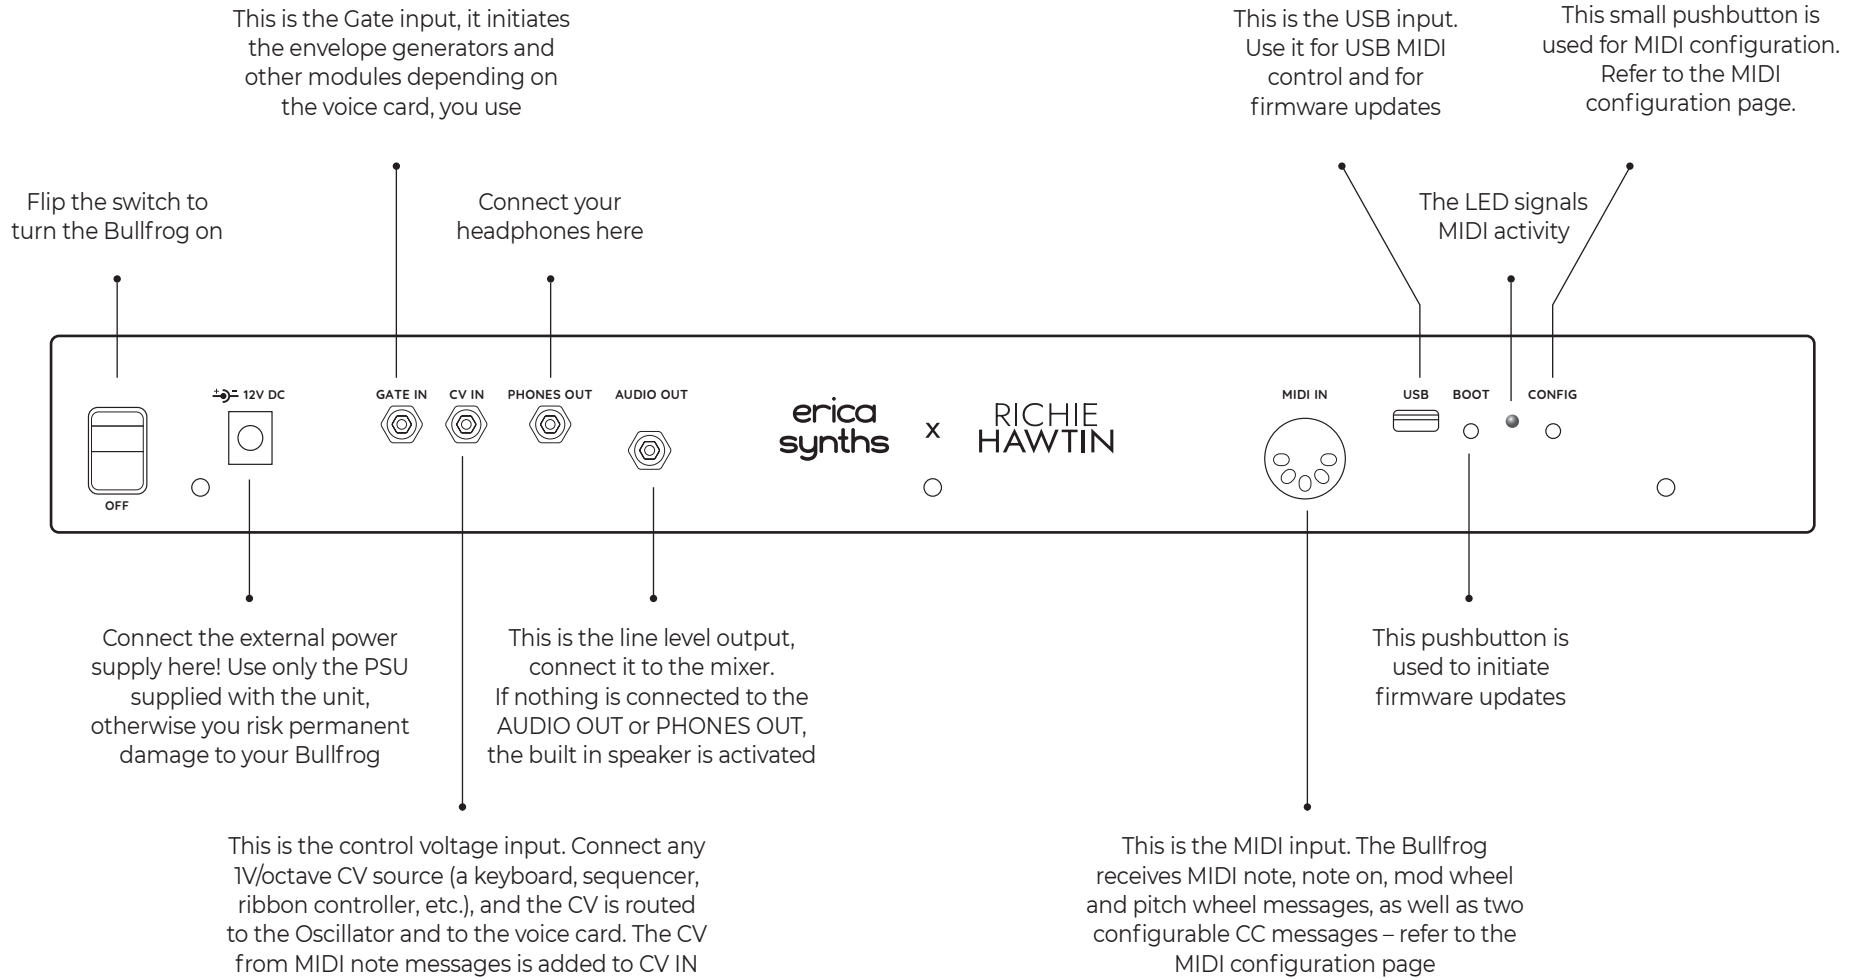 This is the Gate input, it initiates
the envelope generators and
other modules depending on
the voice card, you use
This is the USB input.
Use it for USB MIDI
control and for
firmware updates
This small pushbutton is
used for MIDI configuration.
Refer to the MIDI
configuration page.
Flip the switch to
turn the Bullfrog on
Connect your
headphones here
The LED signals
MIDI activity
+ - 12V DC
GATE IN
CV IN
PHONES OUT
AUDIO OUT
erica
synths
x
RICHIE
HAWTIN
MIDI IN
USB
BOOT
CONFIG
OFF
Connect the external power
supply here! Use only the PSU
supplied with the unit,
otherwise you risk permanent
damage to your Bullfrog
This is the line level output,
connect it to the mixer.
If nothing is connected to the
AUDIO OUT or PHONES OUT,
the built in speaker is activated
This pushbutton is
used to initiate
firmware updates
This is the control voltage input. Connect any
1V/octave CV source (a keyboard, sequencer,
ribbon controller, etc.), and the CV is routed
to the Oscillator and to the voice card. The CV
from MIDI note messages is added to CV IN
This is the MIDI input. The Bullfrog
receives MIDI note, note on, mod wheel
and pitch wheel messages, as well as two
configurable CC messages – refer to the
MIDI configuration page